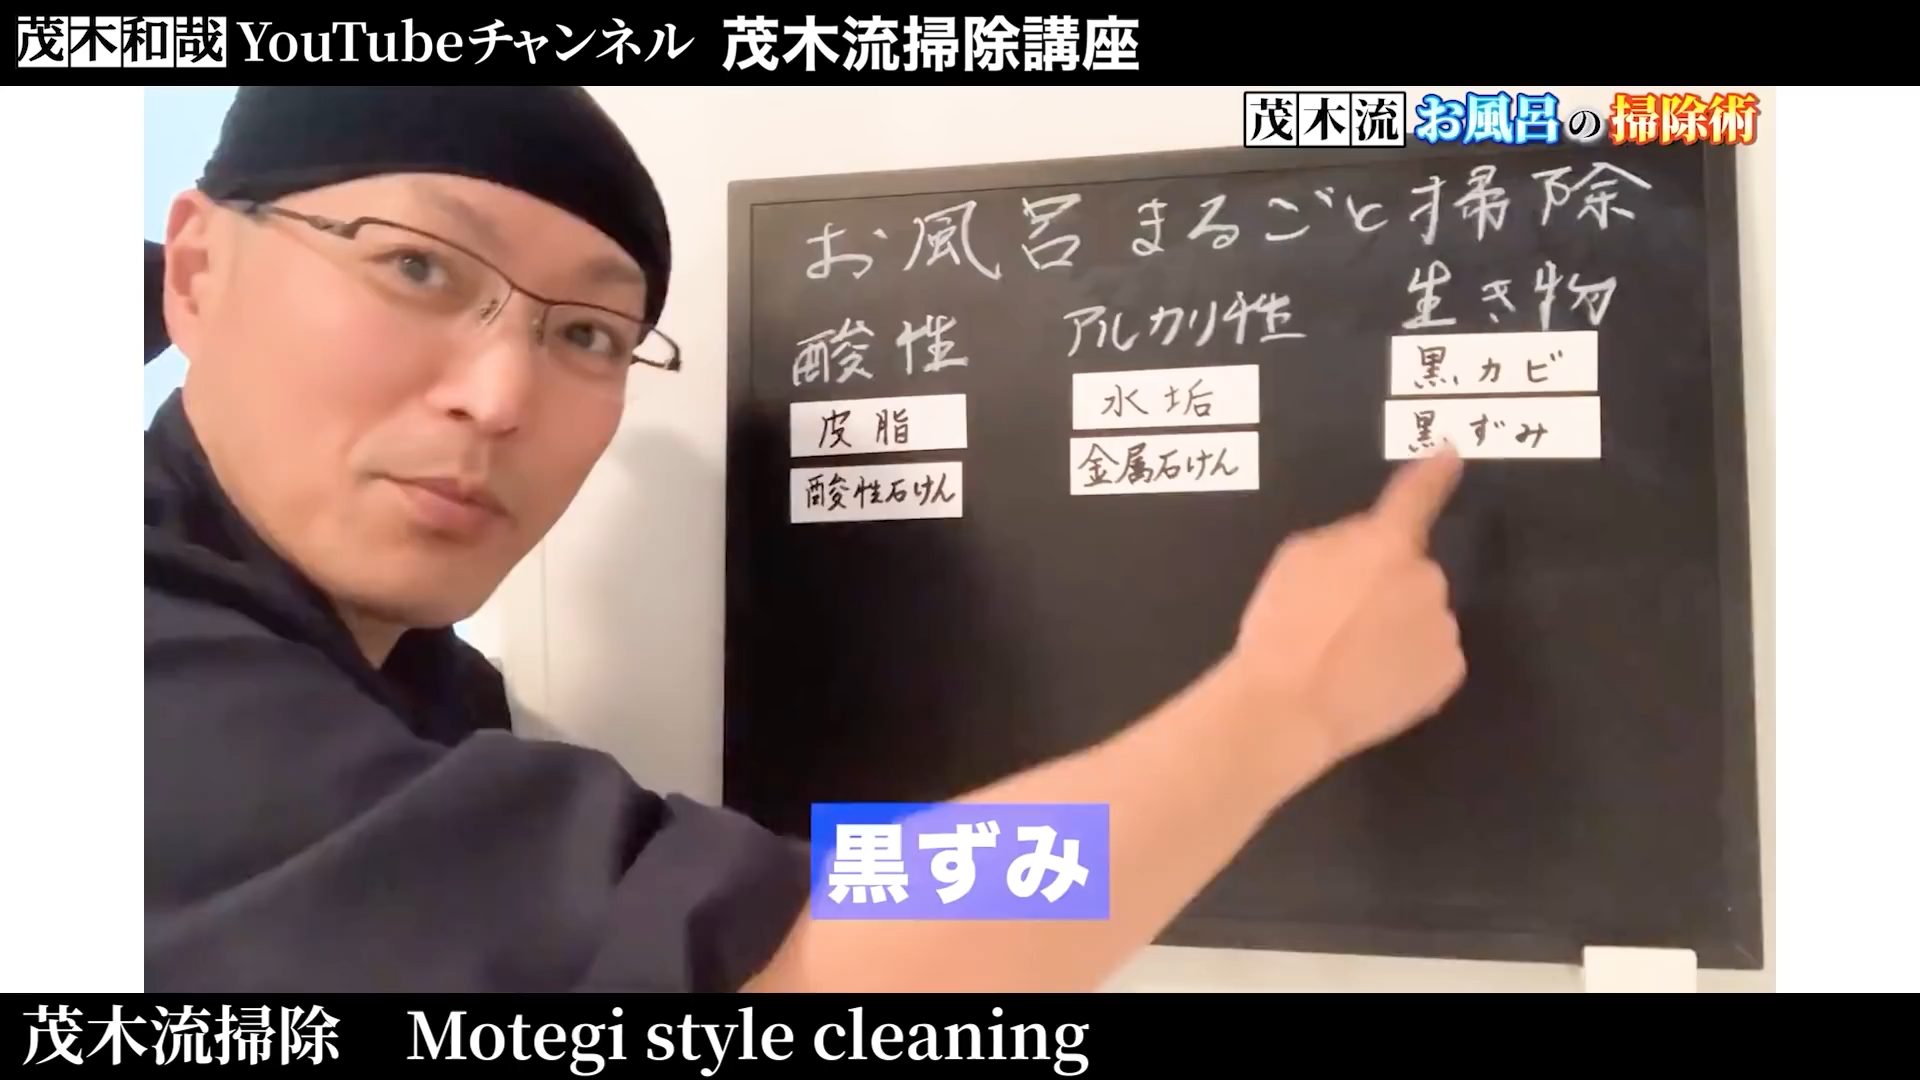 茂木和哉 YouTubeチャンネル 茂木流掃除講座
茂木流 お風呂の掃除術
お風呂まるごと掃除
酸性
皮脂
酸性石けん
アルカリ性
水垢
金属石けん
生き物
黒カビ
黒ずみ
黒ずみ
茂木流掃除 Motegi style cleaning